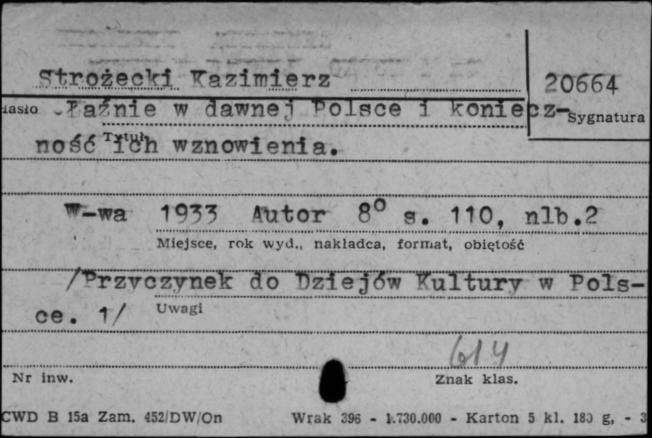 Strożecki Kazimierz
20664
Sygnatura
Łaźnie w dawnej Polsce i koniecz-
Tytuł
ność ich wznowienia.
W-wa 1933 Autor 8° s. 110, nlb.2
Miejsce, rok wyd., nakładca, format, objętość
/Przyczynek do Dziejów Kultury w Pols-
ce. 1/
Uwagi
614
Nr inw.
Znak klas.
CWD B 15a Zam. 452/DW/On Wrak 396 - 1.730.000 - Karton 5 kl. 180 g, - 3